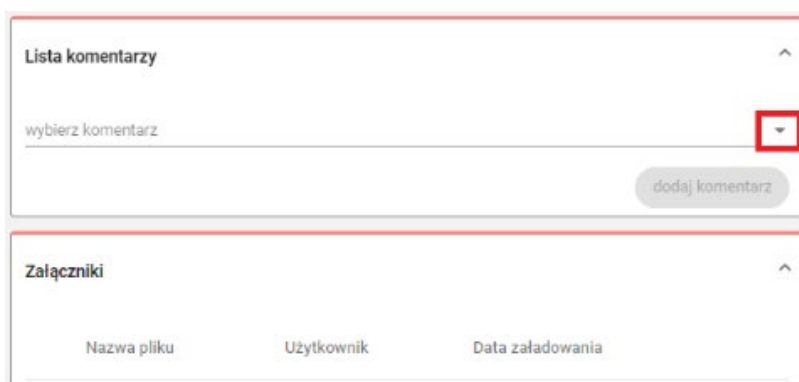 Lista komentarzy
wybierz komentarz
dodaj komentarz
Załączniki
Nazwa pliku Użytkownik Data załadowania